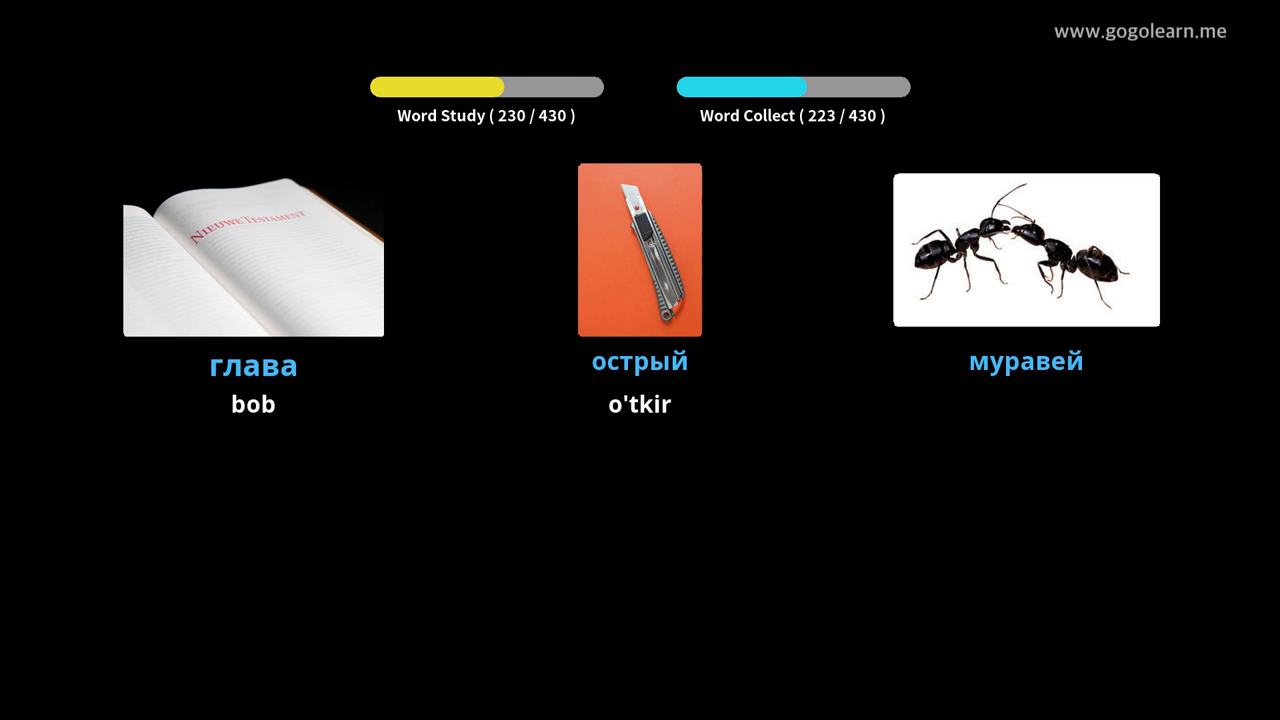 www.gogolearn.me
Word Study ( 230 / 430 )
Word Collect ( 223 / 430 )
NIEUWE TESTAMENT
глава
острый
муравей
bob
o'tkir